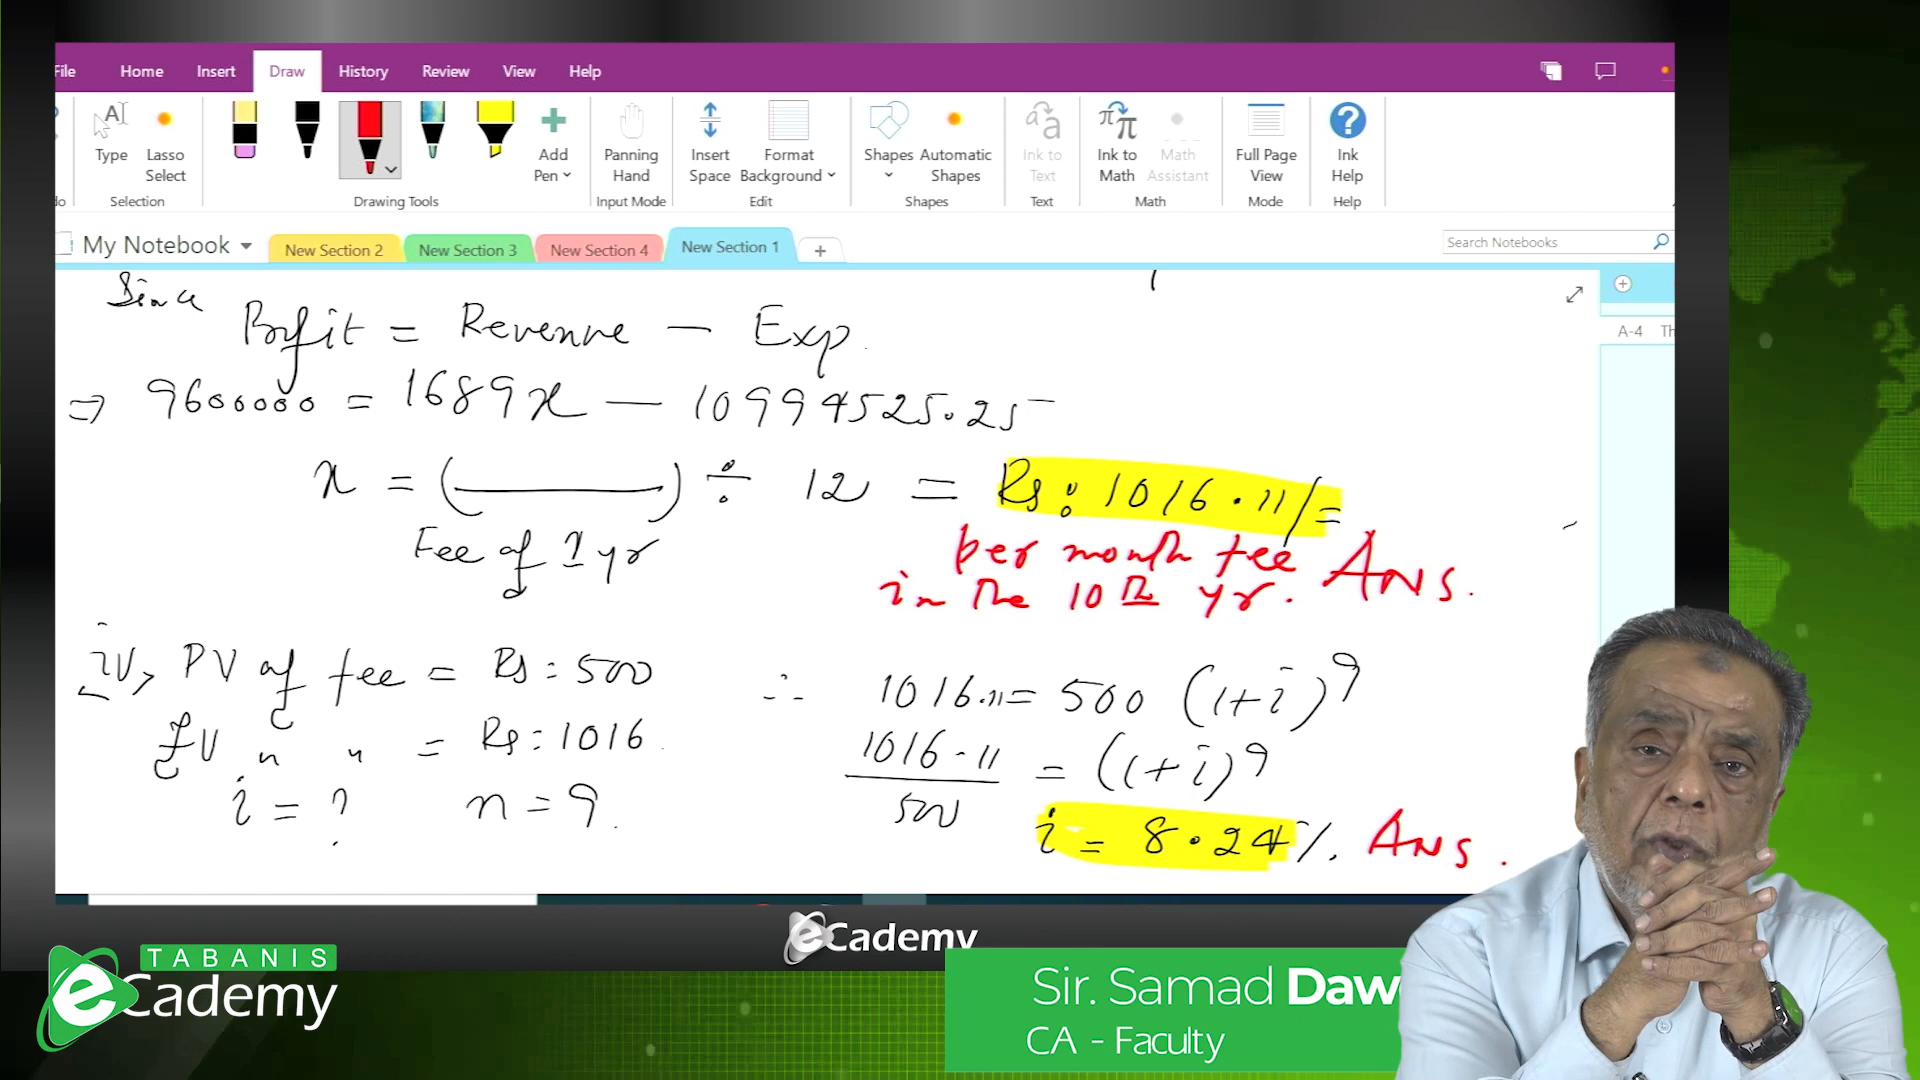 File Home Insert Draw History Review View Help
Type Lasso Select Add Pen Panning Hand Insert Space Format Background Shapes Automatic Shapes Ink to Text Ink to Math Math Assistant Full Page View Ink Help
Selection Drawing Tools Input Mode Edit Shapes Text Math Mode Help
My Notebook New Section 2 New Section 3 New Section 4 New Section 1 + Search Notebooks
A-4 Th
Since
Profit = Revenue — Exp.
⇒ 9600000 = 1689x — 10994525.25
x = ( ) ÷ 12 = Rs: 1016.11/=
Fee of 1 yr
per month fee
in the 10th yr. Ans.
iv, PV of fee = Rs: 500
FV " " = Rs: 1016.
i = ? n = 9.
∴ 1016.11 = 500 (1+i)9
1016.11 = (1+i)9
500
i = 8.24%. Ans.
eCademy
TABANIS
eCademy
Sir. Samad Dawo
CA - Faculty